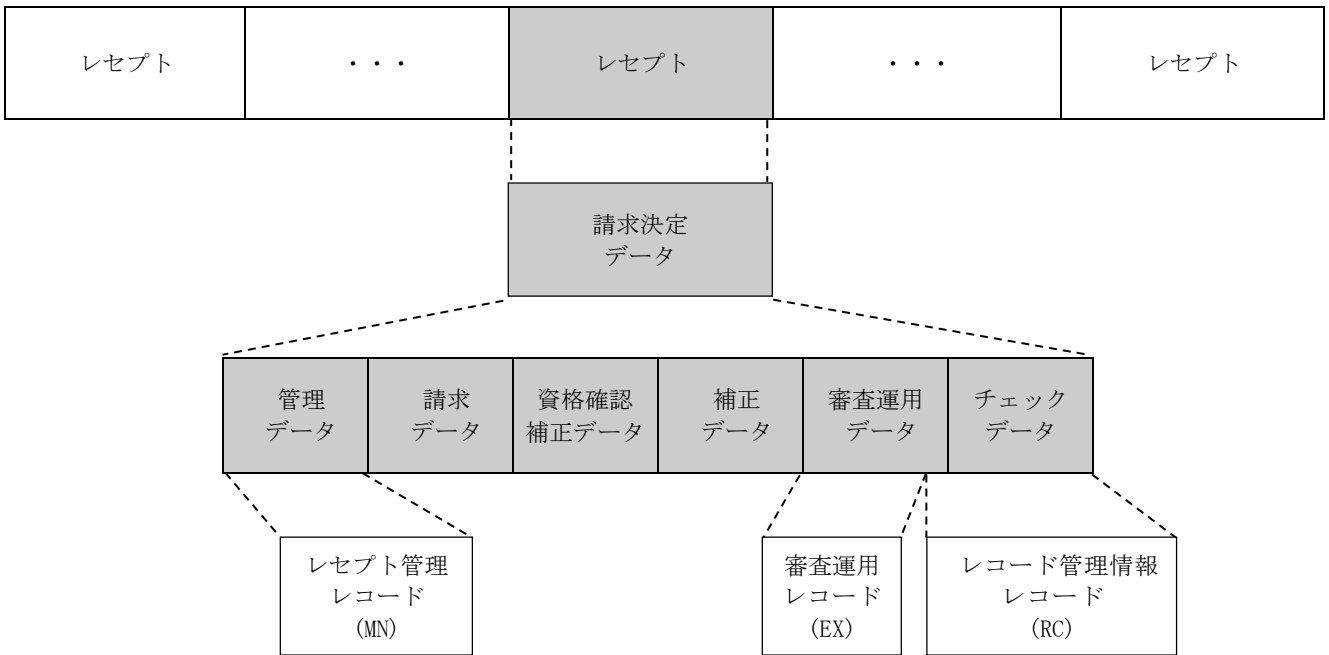 レセプト
・・・
レセプト
・・・
レセプト
請求決定
データ
管理
データ
請求
データ
資格確認
補正データ
補正
データ
審査運用
データ
チェック
データ
レセプト管理
レコード
(MN)
審査運用
レコード
(EX)
レコード管理情報
レコード
(RC)